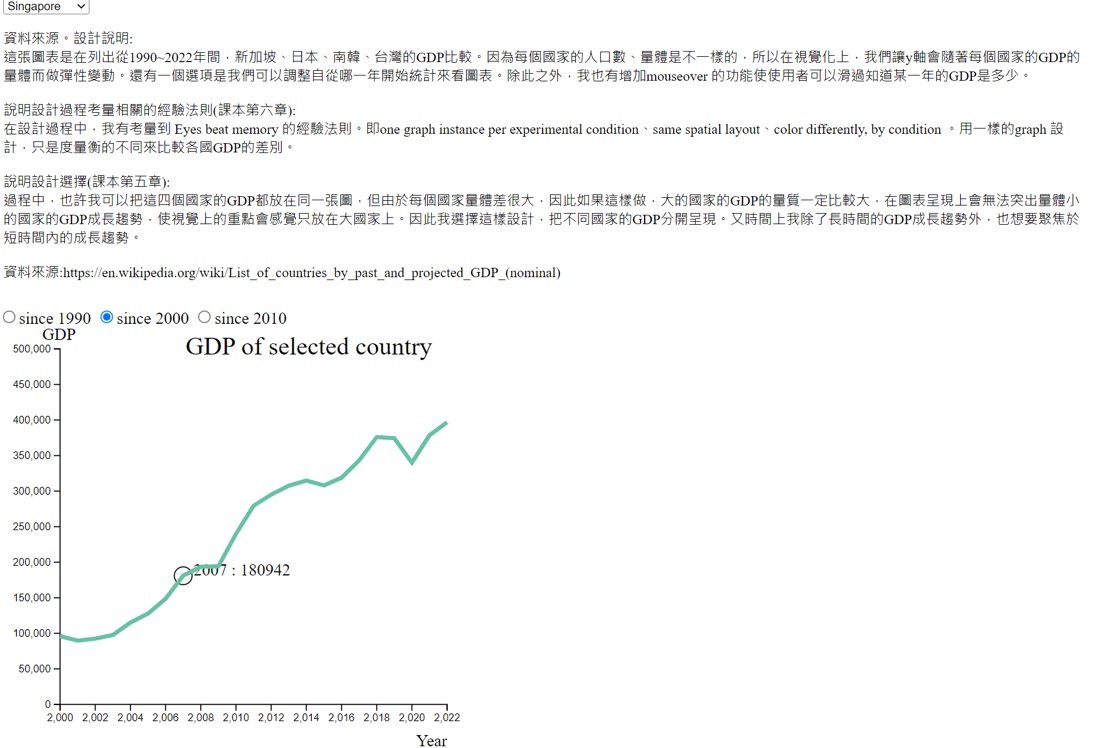 Singapore
資料來源。設計說明:
這張圖表是在列出從1990~2022年間，新加坡、日本、南韓、台灣的GDP比較。因為每個國家的人口數、量體是不一樣的，所以在視覺化上，我們讓y軸會隨著每個國家的GDP的
量體而做彈性變動。還有一個選項是我們可以調整自從哪一年開始統計來看圖表。除此之外，我也有增加mouseover 的功能使使用者可以滑過知道某一年的GDP是多少。
說明設計過程考量相關的經驗法則(課本第六章):
在設計過程中，我有考量到 Eyes beat memory 的經驗法則。即one graph instance per experimental condition、same spatial layout、color differently, by condition 。用一樣的graph 設
計，只是度量衡的不同來比較各國GDP的差別。
說明設計選擇(課本第五章):
過程中，也許我可以把這四個國家的GDP都放在同一張圖，但由於每個國家量體差很大，因此如果這樣做，大的國家的GDP的量質一定比較大，在圖表呈現上會無法突出量體小
的國家的GDP成長趨勢，使視覺上的重點會感覺只放在大國家上。因此我選擇這樣設計，把不同國家的GDP分開呈現。又時間上我除了長時間的GDP成長趨勢外，也想要聚焦於
短時間內的成長趨勢。
資料來源:https://en.wikipedia.org/wiki/List_of_countries_by_past_and_projected_GDP_(nominal)
since 1990 since 2000 since 2010
GDP
GDP of selected country
500,000
450,000
400,000
350,000
300,000
250,000
200,000
2007 : 180942
150,000
100,000
50,000
0
2,000 2,002 2,004 2,006 2,008 2,010 2,012 2,014 2,016 2,018 2,020 2,022
Year